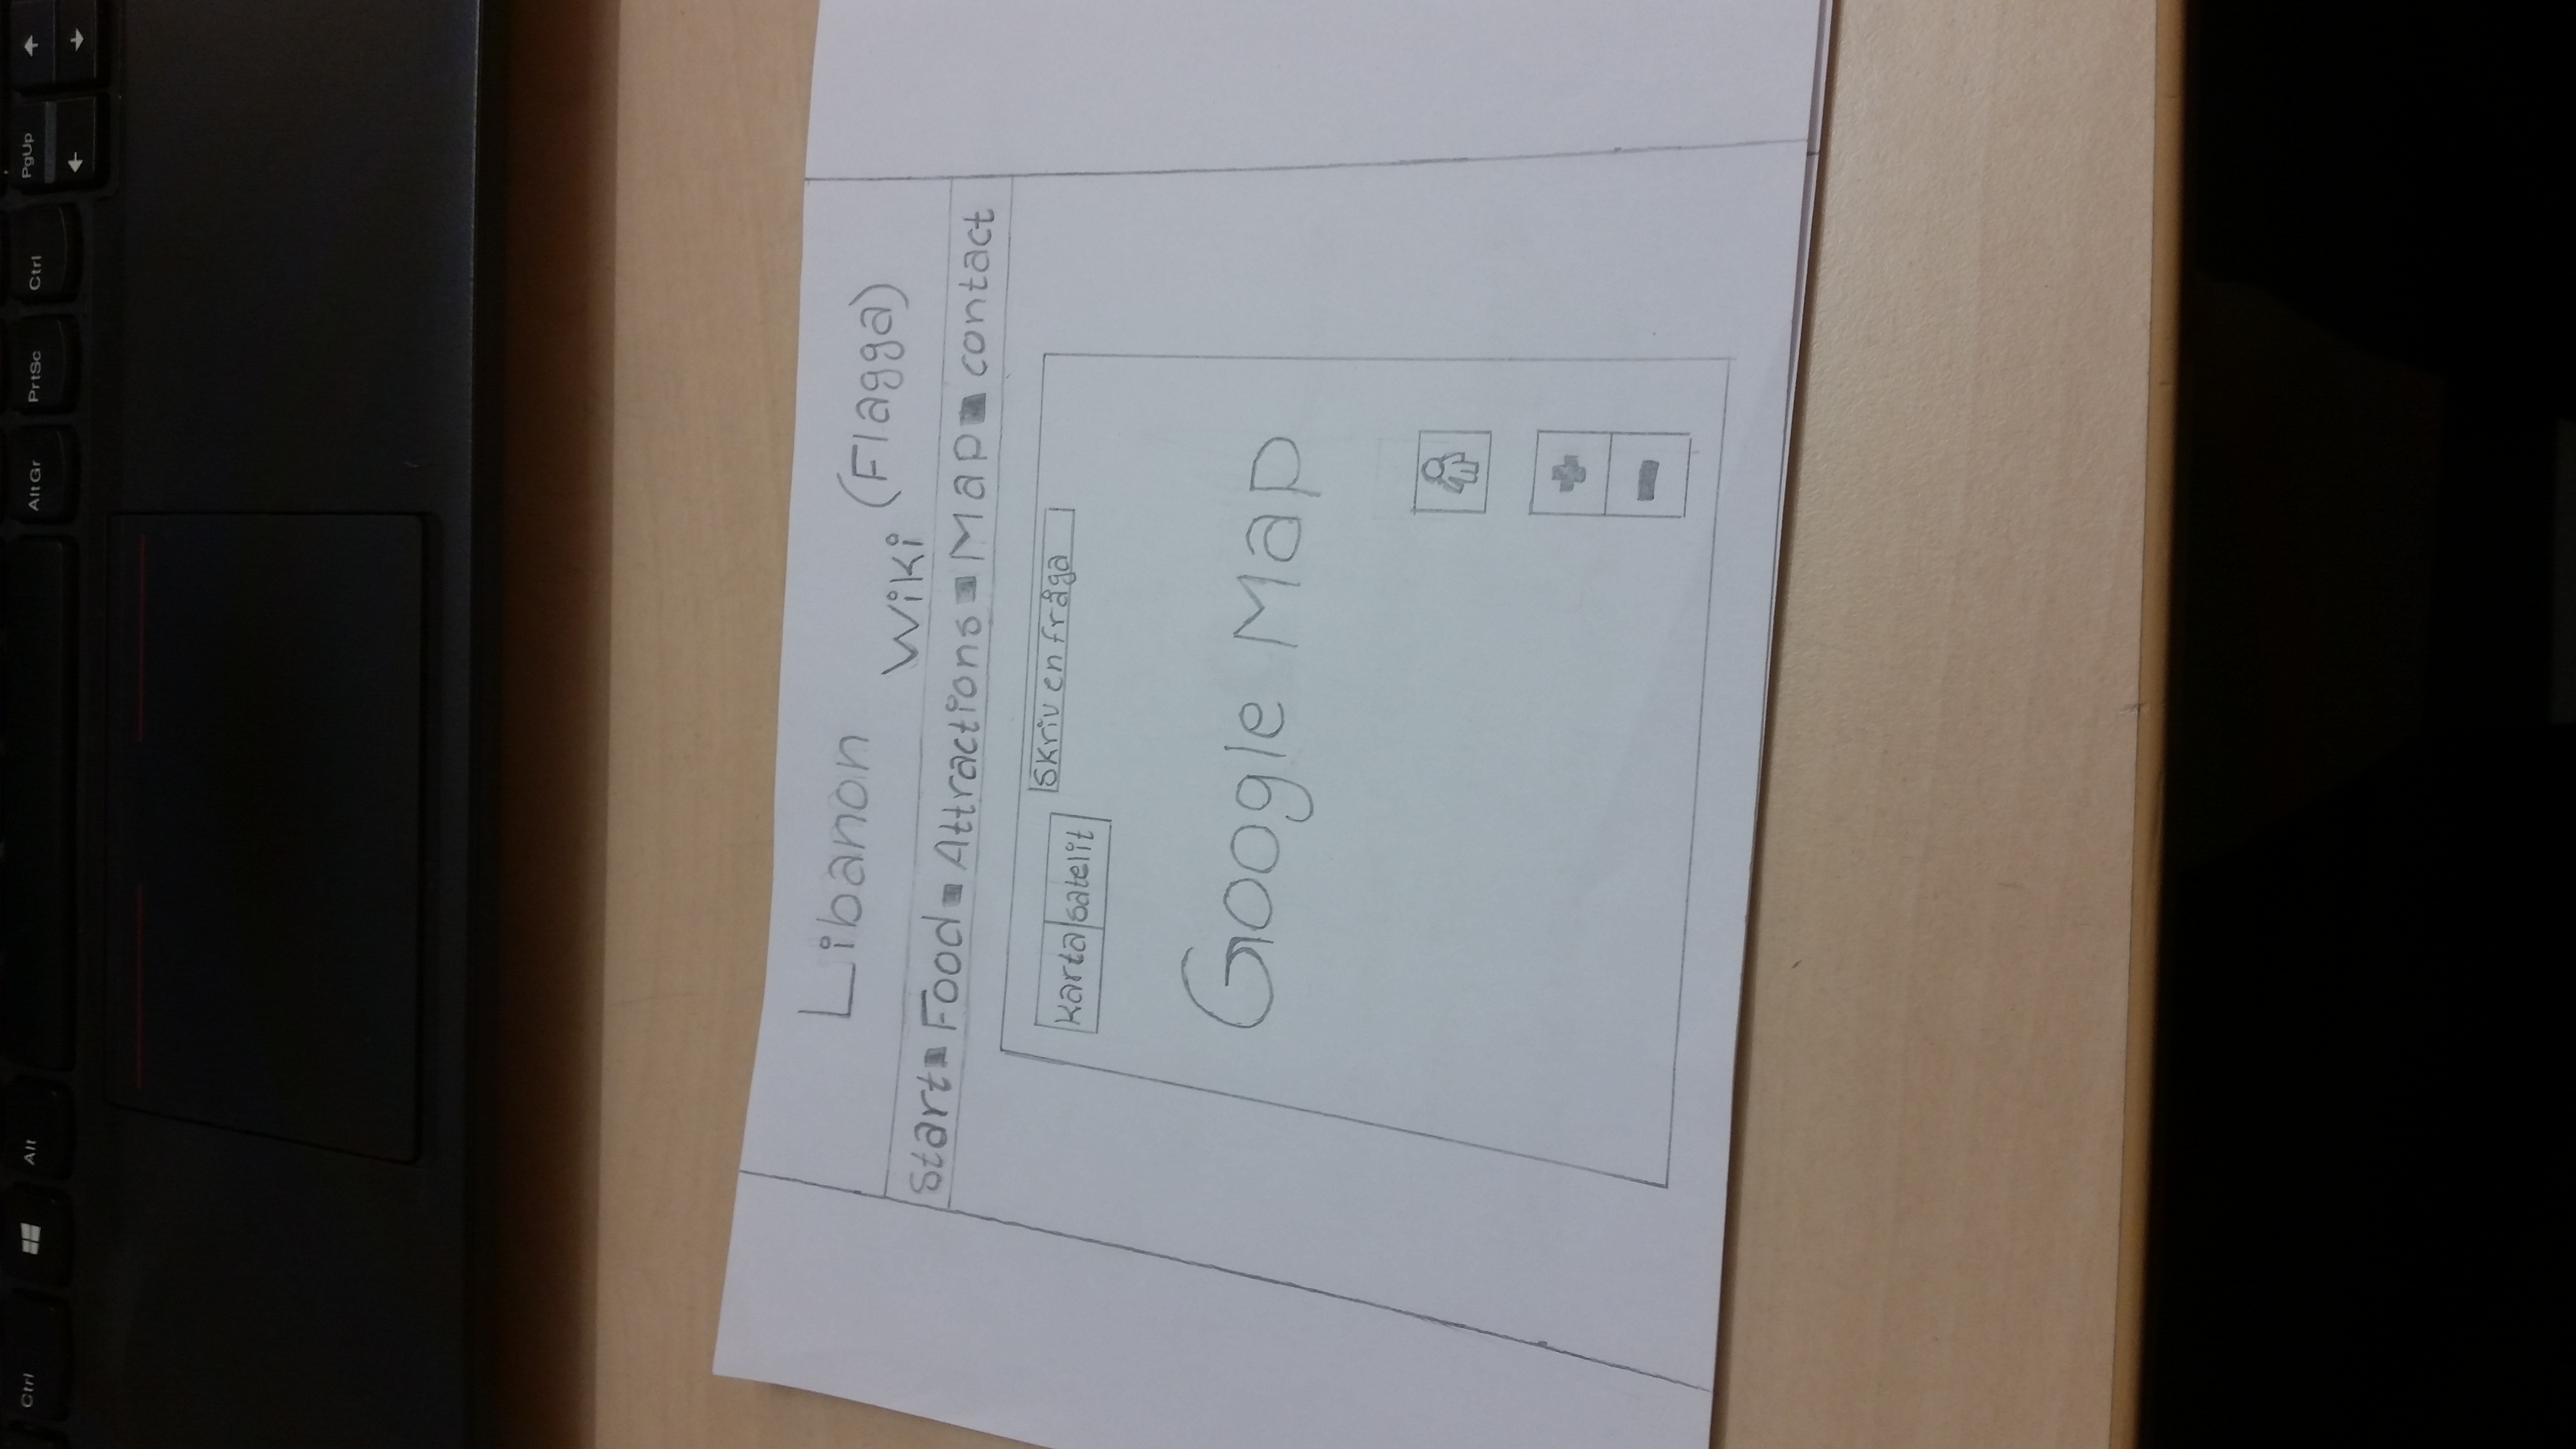 Ctrl Alt AltGr PrtSc Ctrl PgUp
Libanon
Wiki (Flagga)
Start Food Attractions Map contact
Karta satelit Skriv en fråga
Google Map